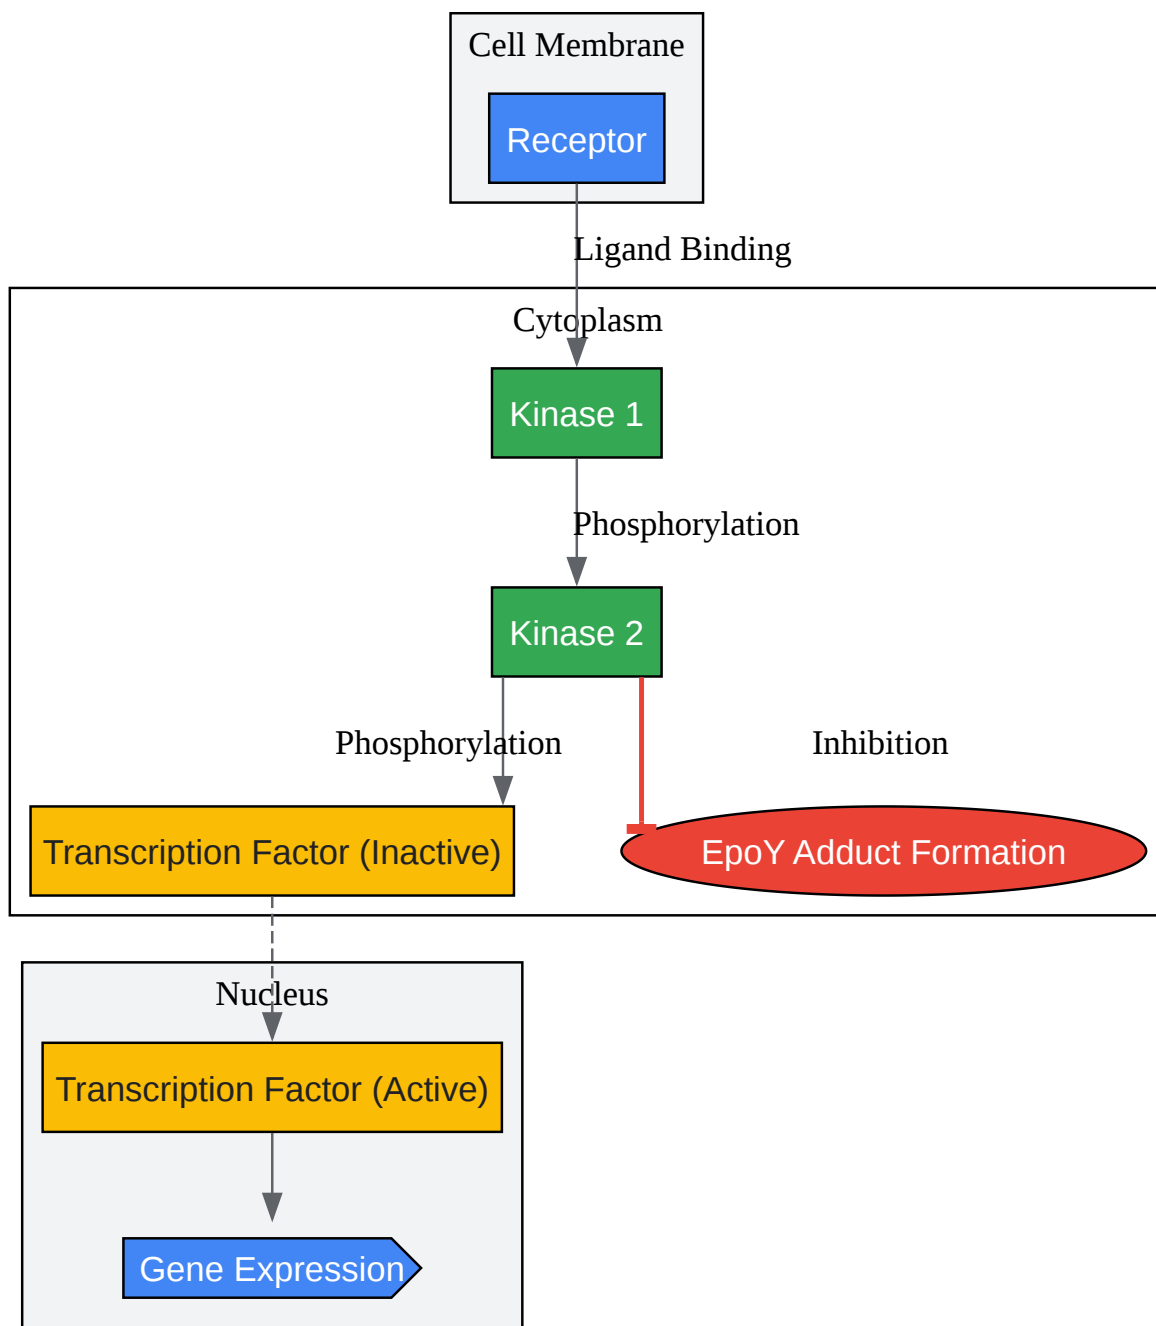 Cell Membrane
Receptor
Ligand Binding
Cytoplasm
Kinase 1
Phosphorylation
Kinase 2
Phosphorylation
Inhibition
Transcription Factor (Inactive)
EpoY Adduct Formation
Nucleus
Transcription Factor (Active)
Gene Expression